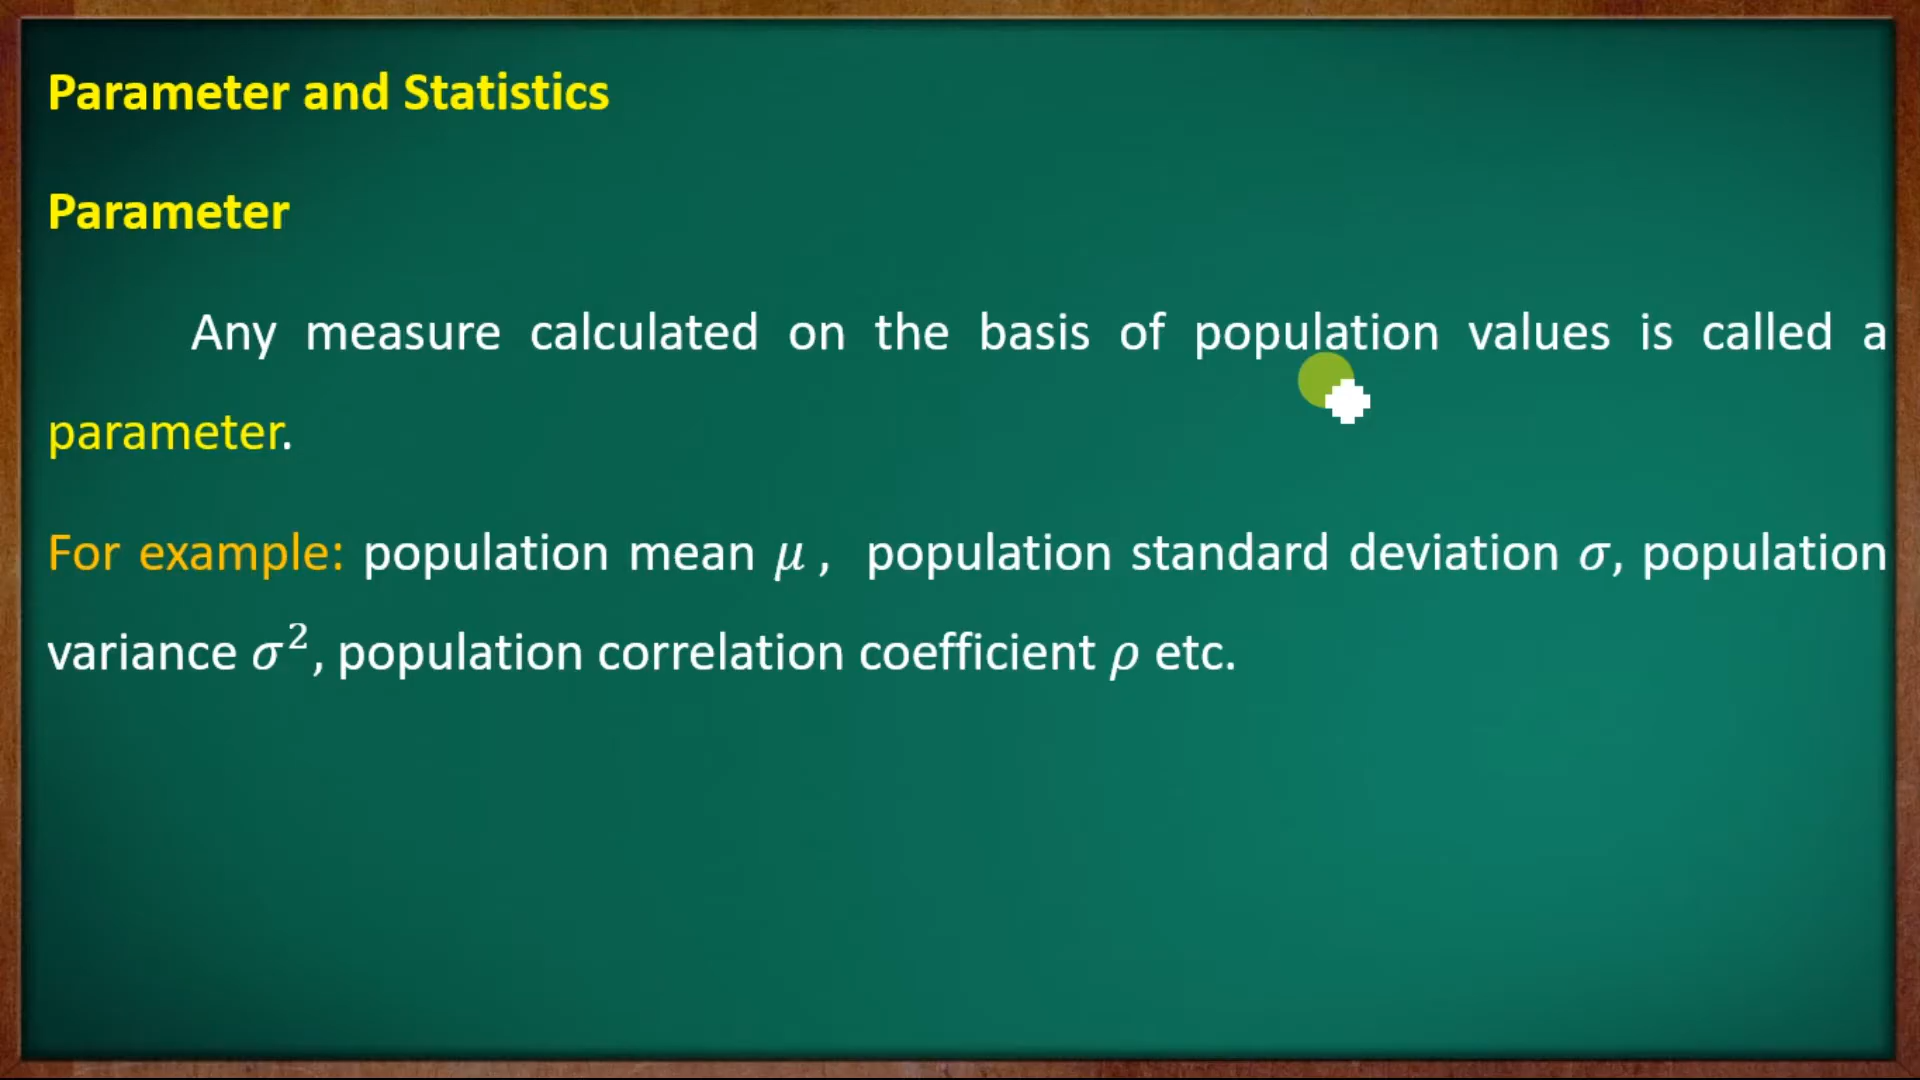 Parameter and Statistics
Parameter
Any measure calculated on the basis of population values is called a
parameter.
For example: population mean μ , population standard deviation σ, population
variance σ², population correlation coefficient ρ etc.